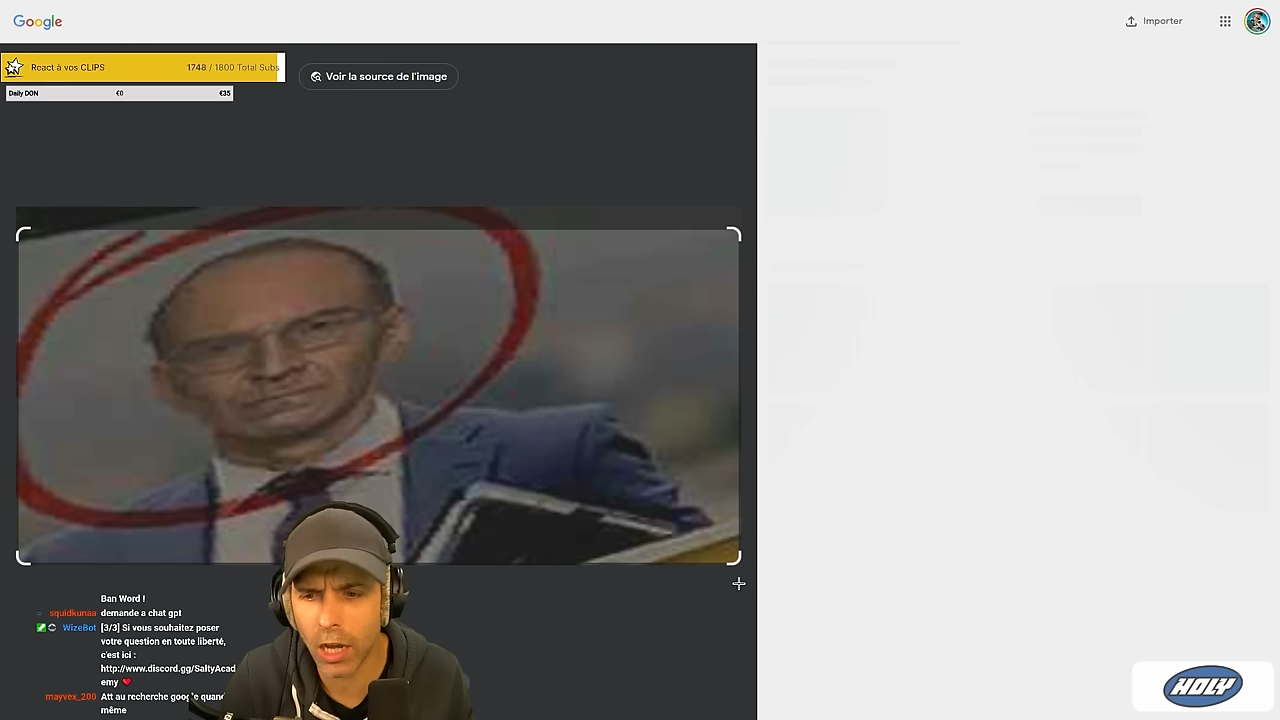 Google
Importer
React à vos CLIPS 1748 / 1800 Total Subs
Voir la source de l'image
Daily DON €0 €35
Ban Word !
squidkunaa demande a chat gpt
WizeBot [3/3] Si vous souhaitez poser
votre question en toute liberté,
c'est ici :
http://www.discord.gg/SaltyAcad
emy
mayvex_200 Att au recherche google quand
même
HOLY